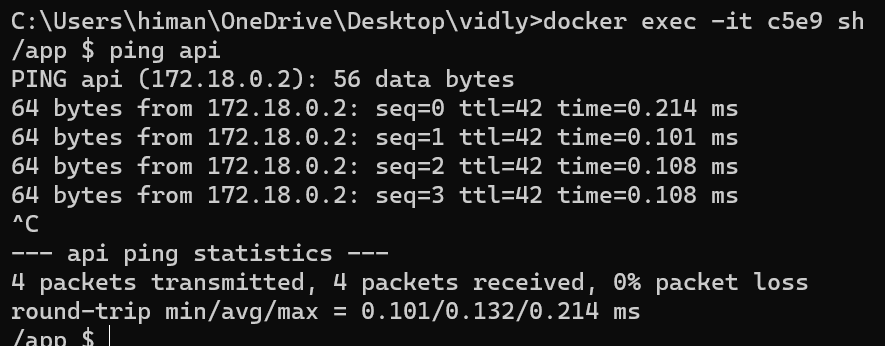 C:\Users\himan\OneDrive\Desktop\vidly>docker exec -it c5e9 sh
/app $ ping api
PING api (172.18.0.2): 56 data bytes
64 bytes from 172.18.0.2: seq=0 ttl=42 time=0.214 ms
64 bytes from 172.18.0.2: seq=1 ttl=42 time=0.101 ms
64 bytes from 172.18.0.2: seq=2 ttl=42 time=0.108 ms
64 bytes from 172.18.0.2: seq=3 ttl=42 time=0.108 ms
^C
--- api ping statistics ---
4 packets transmitted, 4 packets received, 0% packet loss
round-trip min/avg/max = 0.101/0.132/0.214 ms
/app $